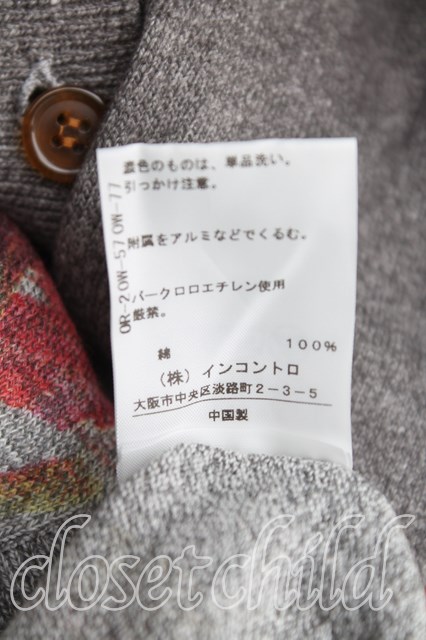 濃色のものは、単品洗い。
引っかけ注意。
附属をアルミなどでくるむ。
パークロロエチレン使用
厳禁。
綿 100%
(株)インコントロ
大阪市中央区淡路町2-3-5
中国製
OR-20W-570W-77
closet child